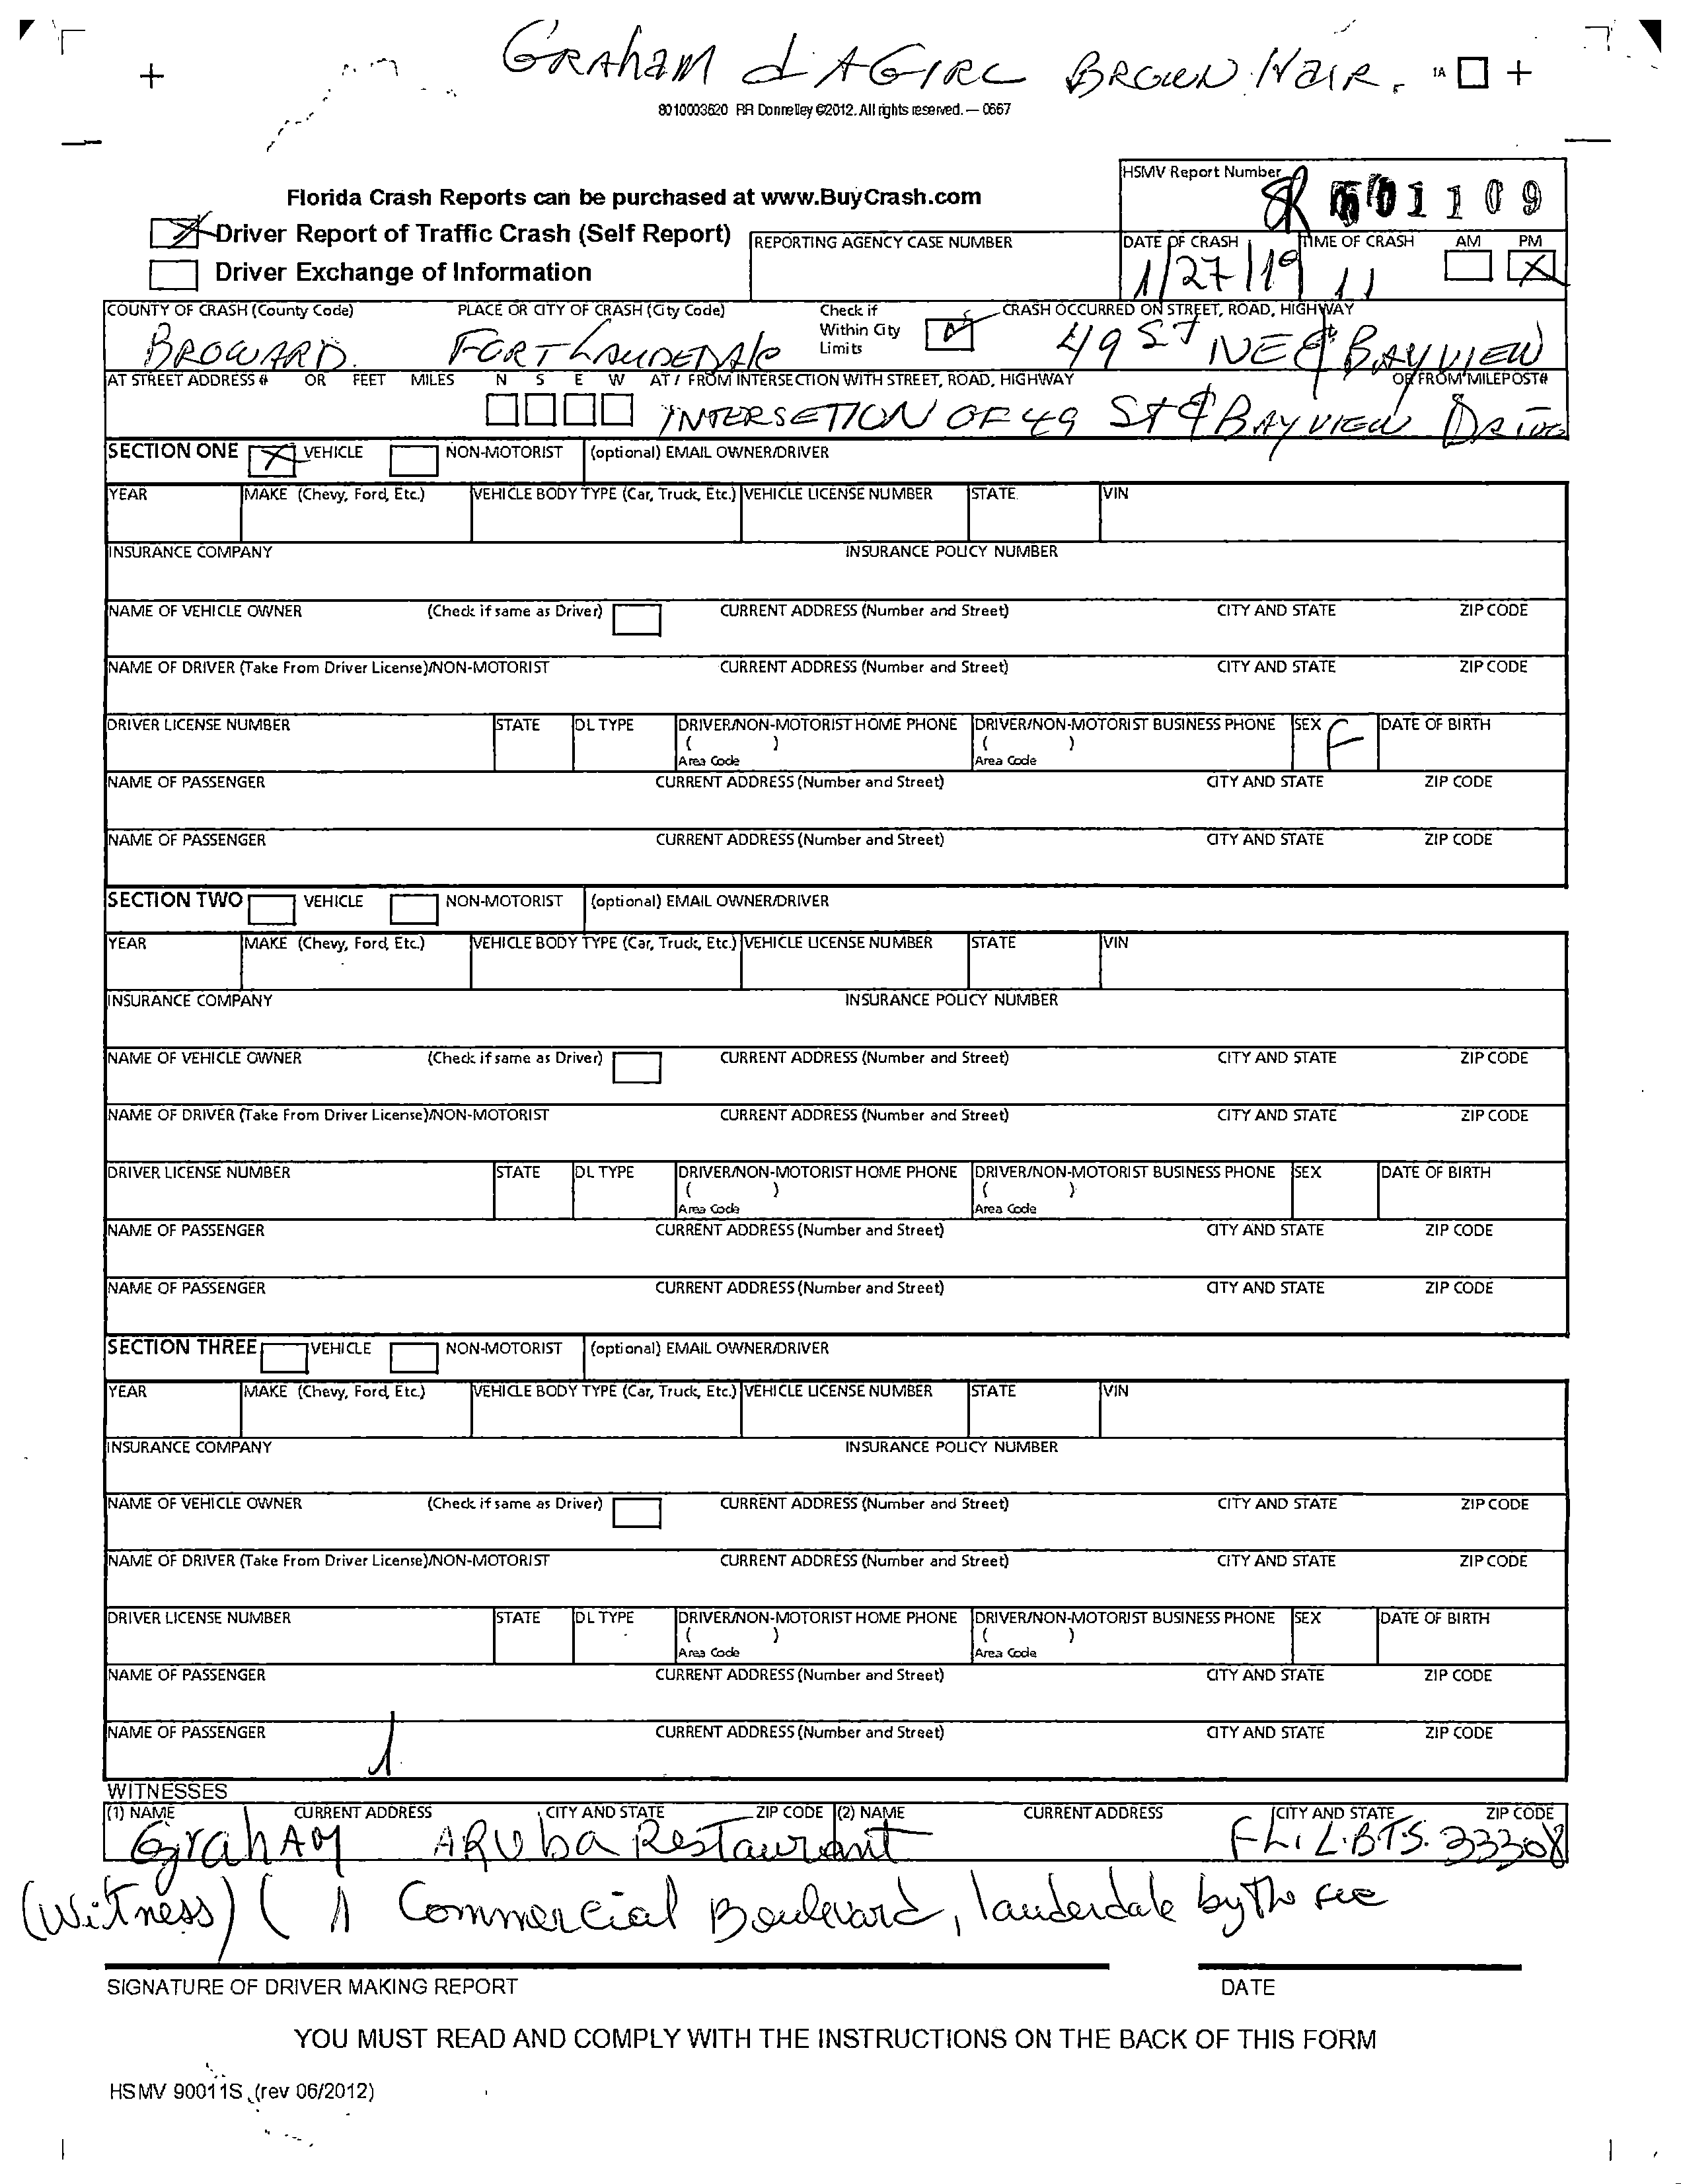 GRAham & A GIRL BROWN HaIR.
1A
8010003620 RR Donnelley ©2012. All rights reserved. — 0667
HSMV Report Number
01109
Florida Crash Reports can be purchased at www.BuyCrash.com
Driver Report of Traffic Crash (Self Report)
REPORTING AGENCY CASE NUMBER
DATE OF CRASH TIME OF CRASH AM PM
1/27/19 11 X
Driver Exchange of Information
COUNTY OF CRASH (County Code) PLACE OR CITY OF CRASH (City Code) Check if Within City Limits CRASH OCCURRED ON STREET, ROAD, HIGHWAY
BROWARD. FORT LAUDEDAle 49 ST NE & BAYVIEW
AT STREET ADDRESS # OR FEET MILES N S E W AT / FROM INTERSECTION WITH STREET, ROAD, HIGHWAY OR FROM MILEPOST#
INTERSETION OF 49 St & BAYVIEW DRive
SECTION ONE X VEHICLE NON-MOTORIST (optional) EMAIL OWNER/DRIVER
YEAR MAKE (Chevy, Ford, Etc.) VEHICLE BODY TYPE (Car, Truck, Etc.) VEHICLE LICENSE NUMBER STATE VIN
INSURANCE COMPANY INSURANCE POLICY NUMBER
NAME OF VEHICLE OWNER (Check if same as Driver) CURRENT ADDRESS (Number and Street) CITY AND STATE ZIP CODE
NAME OF DRIVER (Take From Driver License)/NON-MOTORIST CURRENT ADDRESS (Number and Street) CITY AND STATE ZIP CODE
DRIVER LICENSE NUMBER STATE DL TYPE DRIVER/NON-MOTORIST HOME PHONE DRIVER/NON-MOTORIST BUSINESS PHONE SEX F DATE OF BIRTH
( ) ( )
Area Code Area Code
NAME OF PASSENGER CURRENT ADDRESS (Number and Street) CITY AND STATE ZIP CODE
NAME OF PASSENGER CURRENT ADDRESS (Number and Street) CITY AND STATE ZIP CODE
SECTION TWO VEHICLE NON-MOTORIST (optional) EMAIL OWNER/DRIVER
YEAR MAKE (Chevy, Ford, Etc.) VEHICLE BODY TYPE (Car, Truck, Etc.) VEHICLE LICENSE NUMBER STATE VIN
INSURANCE COMPANY INSURANCE POLICY NUMBER
NAME OF VEHICLE OWNER (Check if same as Driver) CURRENT ADDRESS (Number and Street) CITY AND STATE ZIP CODE
NAME OF DRIVER (Take From Driver License)/NON-MOTORIST CURRENT ADDRESS (Number and Street) CITY AND STATE ZIP CODE
DRIVER LICENSE NUMBER STATE DL TYPE DRIVER/NON-MOTORIST HOME PHONE DRIVER/NON-MOTORIST BUSINESS PHONE SEX DATE OF BIRTH
( ) ( )
Area Code Area Code
NAME OF PASSENGER CURRENT ADDRESS (Number and Street) CITY AND STATE ZIP CODE
NAME OF PASSENGER CURRENT ADDRESS (Number and Street) CITY AND STATE ZIP CODE
SECTION THREE VEHICLE NON-MOTORIST (optional) EMAIL OWNER/DRIVER
YEAR MAKE (Chevy, Ford, Etc.) VEHICLE BODY TYPE (Car, Truck, Etc.) VEHICLE LICENSE NUMBER STATE VIN
INSURANCE COMPANY INSURANCE POLICY NUMBER
NAME OF VEHICLE OWNER (Check if same as Driver) CURRENT ADDRESS (Number and Street) CITY AND STATE ZIP CODE
NAME OF DRIVER (Take From Driver License)/NON-MOTORIST CURRENT ADDRESS (Number and Street) CITY AND STATE ZIP CODE
DRIVER LICENSE NUMBER STATE DL TYPE DRIVER/NON-MOTORIST HOME PHONE DRIVER/NON-MOTORIST BUSINESS PHONE SEX DATE OF BIRTH
( ) ( )
Area Code Area Code
NAME OF PASSENGER CURRENT ADDRESS (Number and Street) CITY AND STATE ZIP CODE
NAME OF PASSENGER CURRENT ADDRESS (Number and Street) CITY AND STATE ZIP CODE
WITNESSES
(1) NAME CURRENT ADDRESS CITY AND STATE ZIP CODE (2) NAME CURRENT ADDRESS CITY AND STATE ZIP CODE
GrahAM ARUba Restaurant FL. L.B.T.S. 33308
(witness) ( 1 Commercial Boulevard, lauderdale by the see
SIGNATURE OF DRIVER MAKING REPORT DATE
YOU MUST READ AND COMPLY WITH THE INSTRUCTIONS ON THE BACK OF THIS FORM
HSMV 90011S (rev 06/2012)